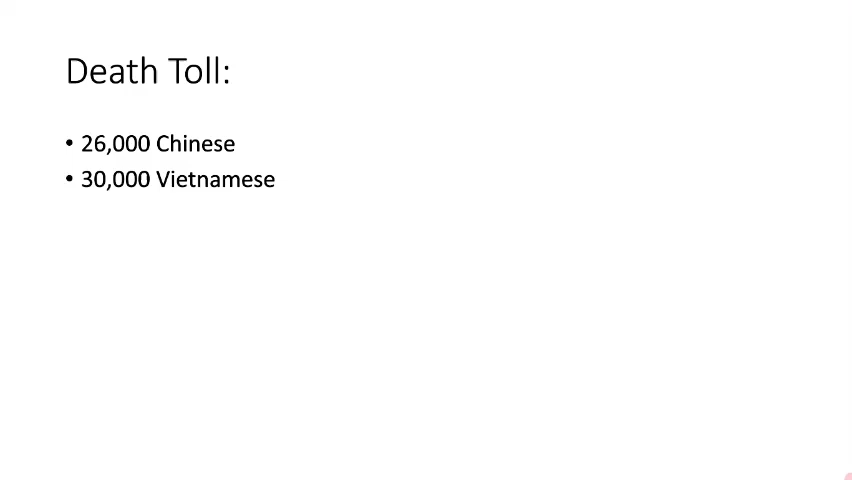 Death Toll:
• 26,000 Chinese
• 30,000 Vietnamese